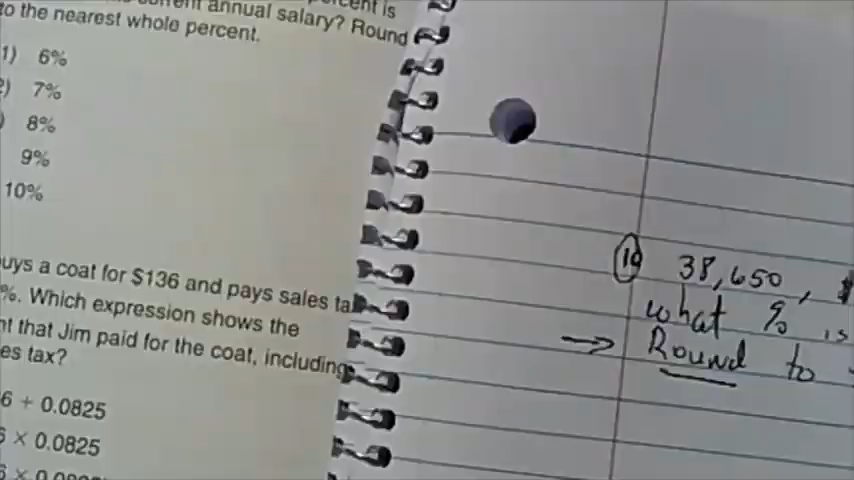 annual salary? Round
to the nearest whole percent.
1) 6%
2) 7%
) 8%
9%
10%
uys a coat for $136 and pays sales ta
%. Which expression shows the
nt that Jim paid for the coat, including
es tax?
6 + 0.0825
6 × 0.0825
38,650,
what % is
→ Round to